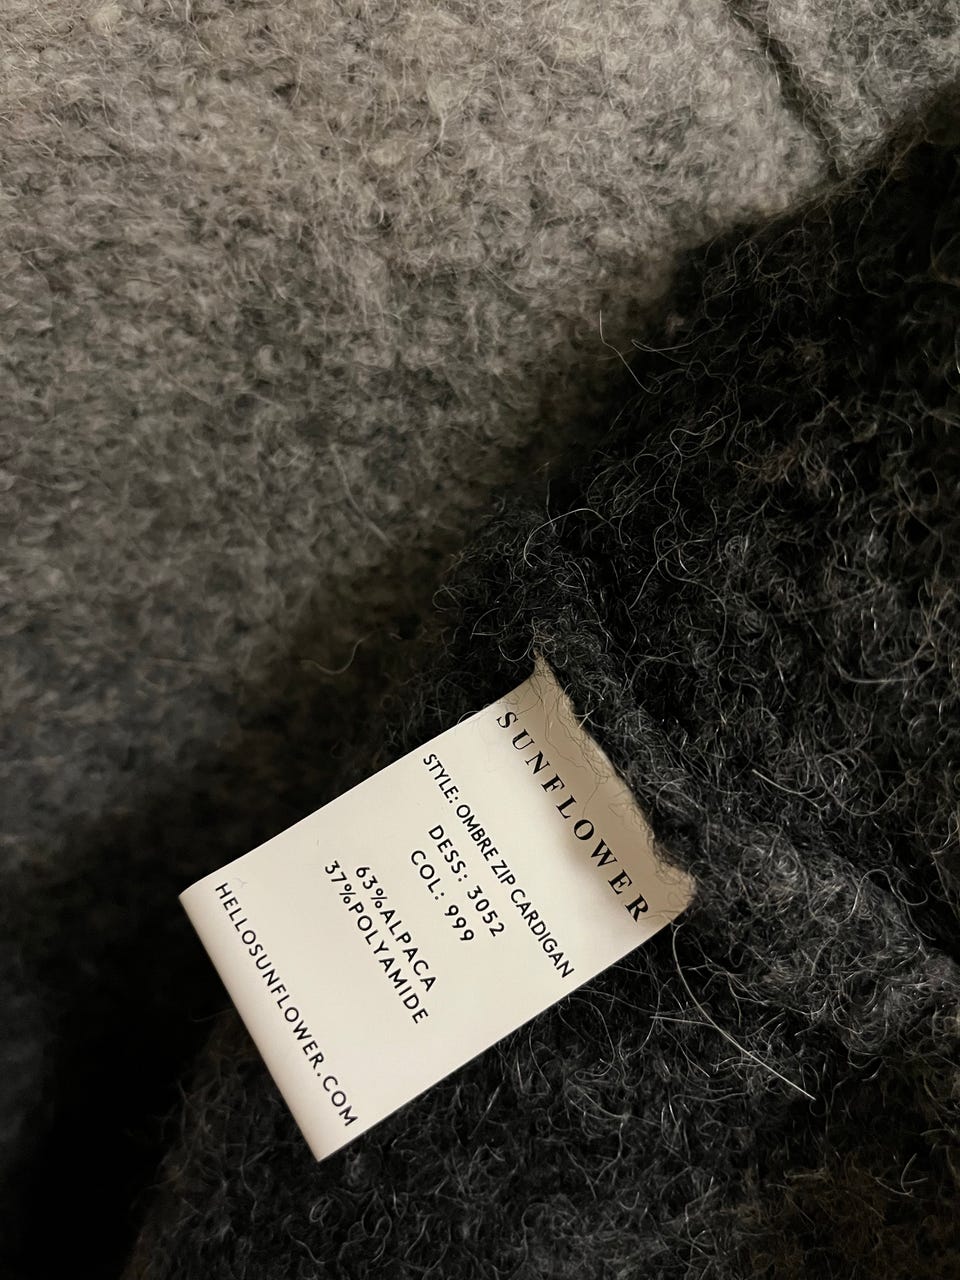 SUNFLOWER
STYLE: OMBRE ZIP CARDIGAN
DESS: 3052
COL: 999
63%ALPACA
37%POLYAMIDE
HELLOSUNFLOWER.COM